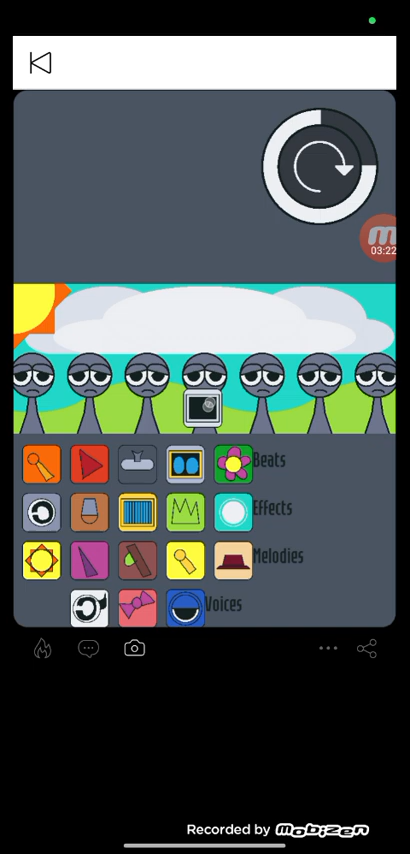 m
03:22
Beats
Effects
Melodies
Voices
Recorded by mobizen